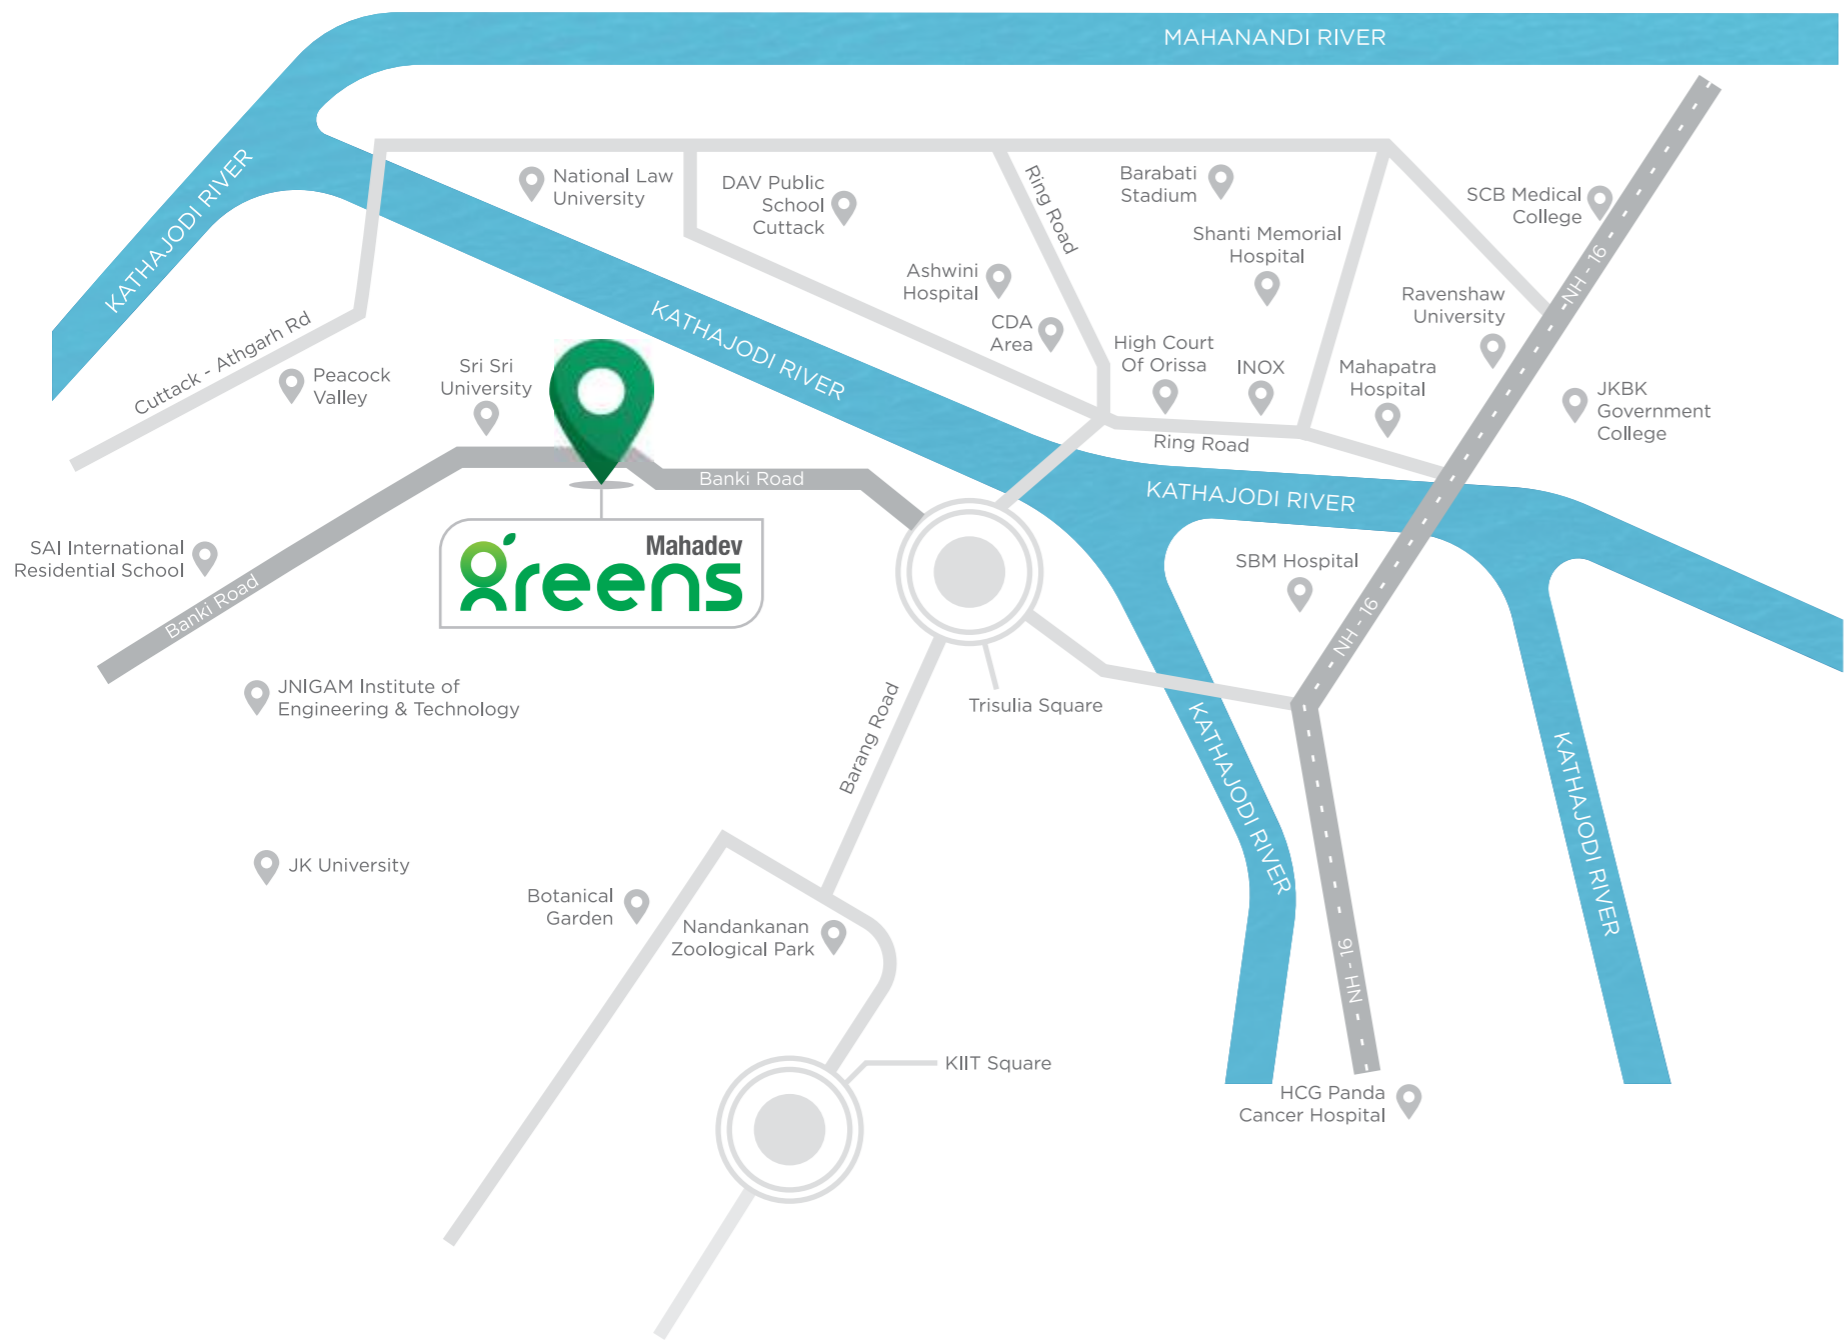 MAHANANDI RIVER
KATHAJODI RIVER
National Law
University
DAV Public
School
Cuttack
Ring Road
Barabati
Stadium
SCB Medical
College
Shanti Memorial
Hospital
NH - 16
Ashwini
Hospital
Ravenshaw
University
KATHAJODI RIVER
CDA
Area
High Court
Of Orissa
INOX
Mahapatra
Hospital
Cuttack - Athgarh Rd
Peacock
Valley
Sri Sri
University
JKBK
Government
College
Ring Road
Banki Road
KATHAJODI RIVER
SAI International
Residential School
Mahadev
greens
SBM Hospital
Banki Road
NH - 16
JNIGAM Institute of
Engineering & Technology
Trisulia Square
Barang Road
KATHAJODI RIVER
KATHAJODI RIVER
JK University
Botanical
Garden
Nandankanan
Zoological Park
NH - 16
KIIT Square
HCG Panda
Cancer Hospital